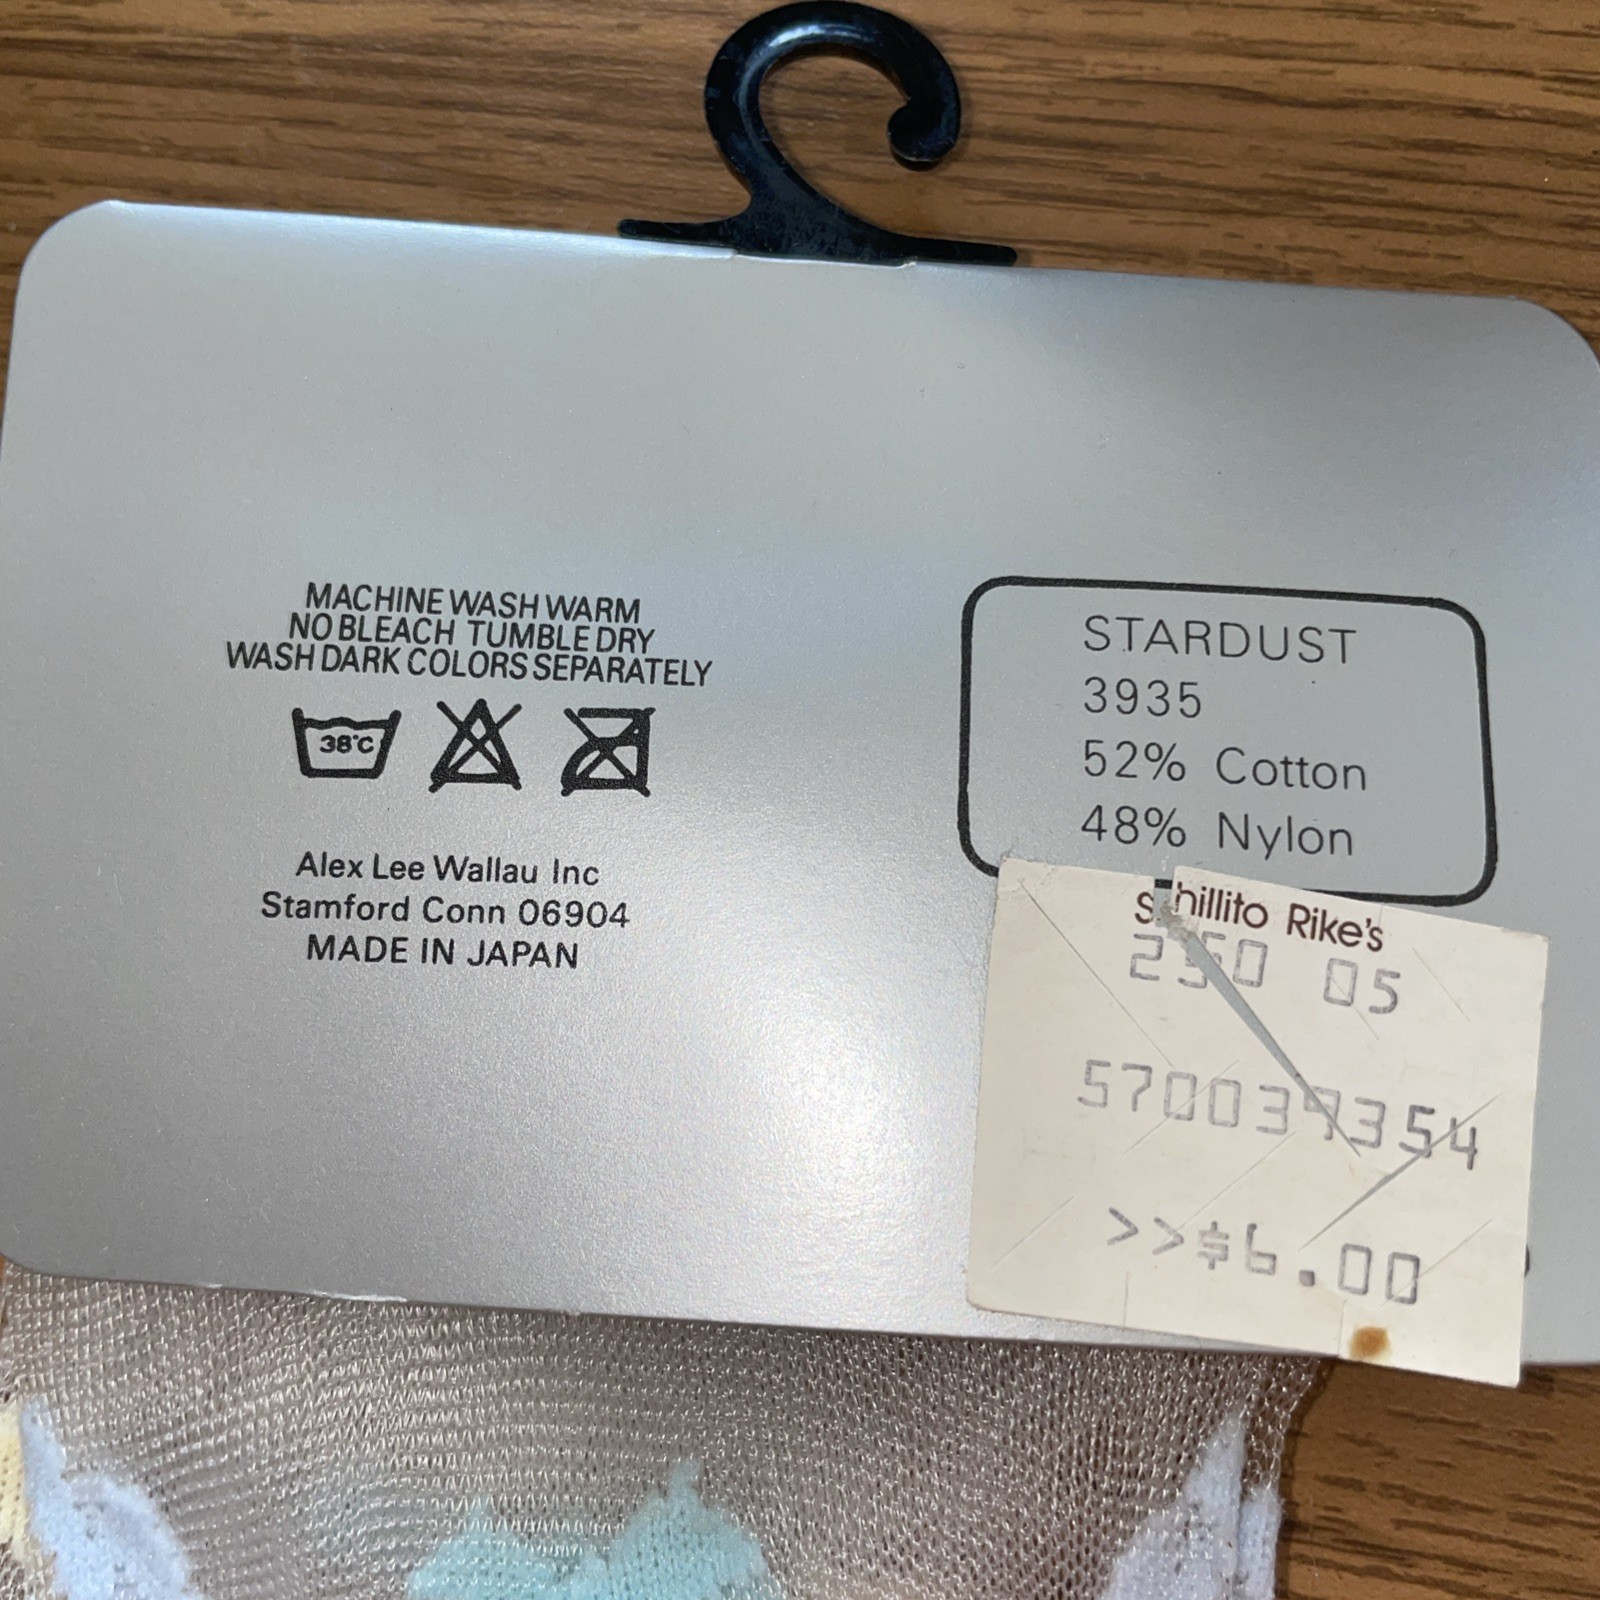 MACHINE WASH WARM
NO BLEACH TUMBLE DRY
WASH DARK COLORS SEPARATELY
38°C
Alex Lee Wallau Inc
Stamford Conn 06904
MADE IN JAPAN
STARDUST
3935
52% Cotton
48% Nylon
Shillito Rike's
250 05
570039354
>>$6.00